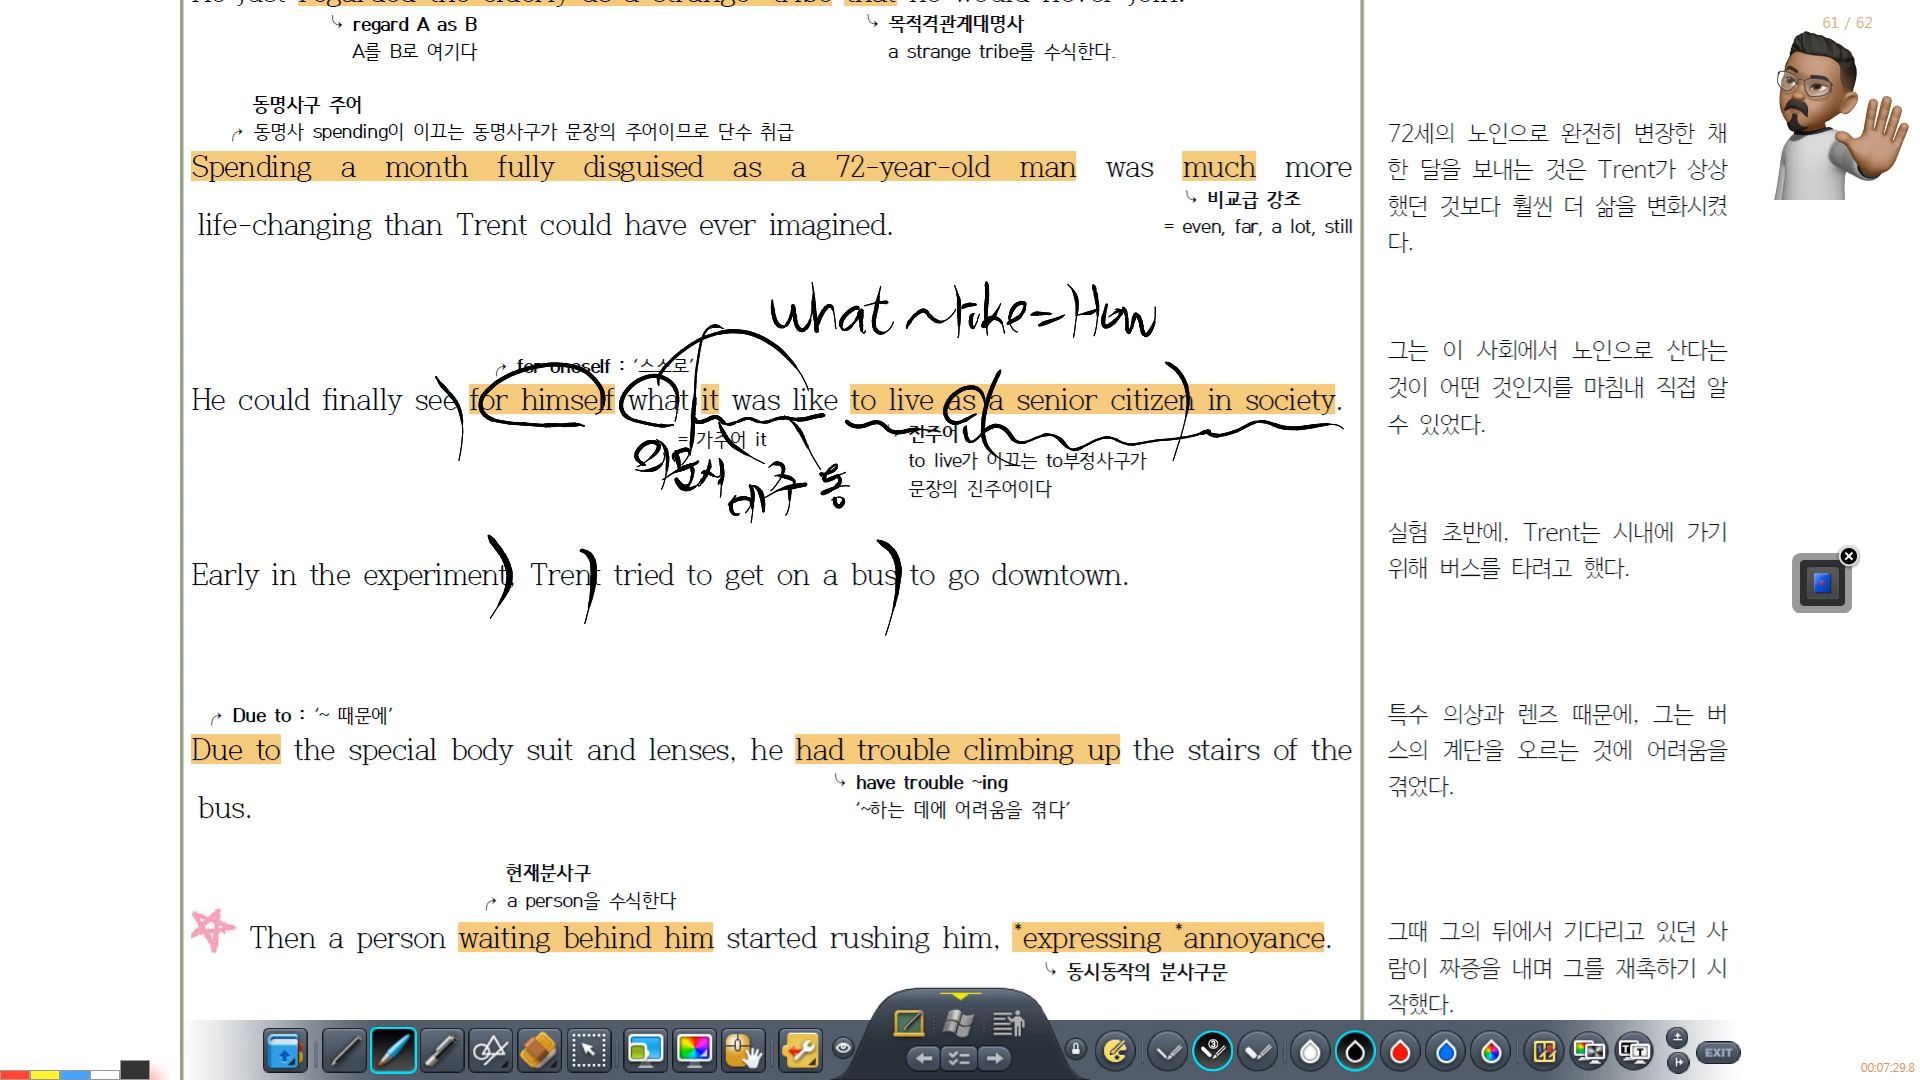 He just regarded the elderly as a strange tribe that he would never join.
regard A as B
A를 B로 여기다
목적격관계대명사
a strange tribe를 수식한다.
61 / 62
동명사구 주어
동명사 spending이 이끄는 동명사구가 문장의 주어이므로 단수 취급
Spending a month fully disguised as a 72-year-old man was much more
비교급 강조
= even, far, a lot, still
life-changing than Trent could have ever imagined.
72세의 노인으로 완전히 변장한 채
한 달을 보내는 것은 Trent가 상상
했던 것보다 훨씬 더 삶을 변화시켰
다.
what ~like=How
for oneself : '스스로'
He could finally see for himself what it was like to live as a senior citizen in society.
= 가주어 it
진주어
to live가 이끄는 to부정사구가
문장의 진주어이다
의문사
동
그는 이 사회에서 노인으로 산다는
것이 어떤 것인지를 마침내 직접 알
수 있었다.
Early in the experiment, Trent tried to get on a bus to go downtown.
실험 초반에, Trent는 시내에 가기
위해 버스를 타려고 했다.
Due to : '~ 때문에'
Due to the special body suit and lenses, he had trouble climbing up the stairs of the
have trouble ~ing
'~하는 데에 어려움을 겪다'
bus.
특수 의상과 렌즈 때문에, 그는 버
스의 계단을 오르는 것에 어려움을
겪었다.
현재분사구
a person을 수식한다
Then a person waiting behind him started rushing him, *expressing *annoyance.
동시동작의 분사구문
그때 그의 뒤에서 기다리고 있던 사
람이 짜증을 내며 그를 재촉하기 시
작했다.
EXIT
00:07:29.8